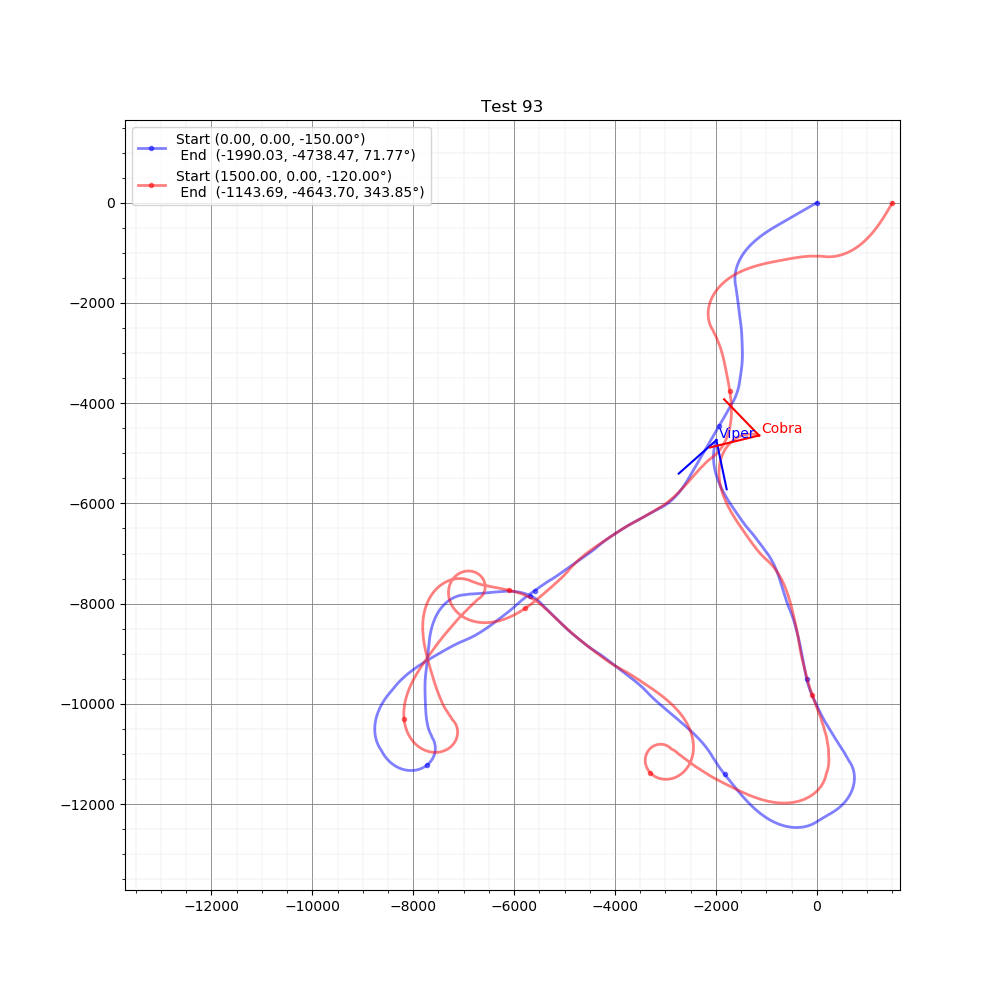 Test 93
Start (0.00, 0.00, -150.00°)
End (-1990.03, -4738.47, 71.77°)
Start (1500.00, 0.00, -120.00°)
End (-1143.69, -4643.70, 343.85°)
0
−2000
−4000
−6000
−8000
−10000
−12000
Cobra
Viper
−12000 −10000 −8000 −6000 −4000 −2000 0